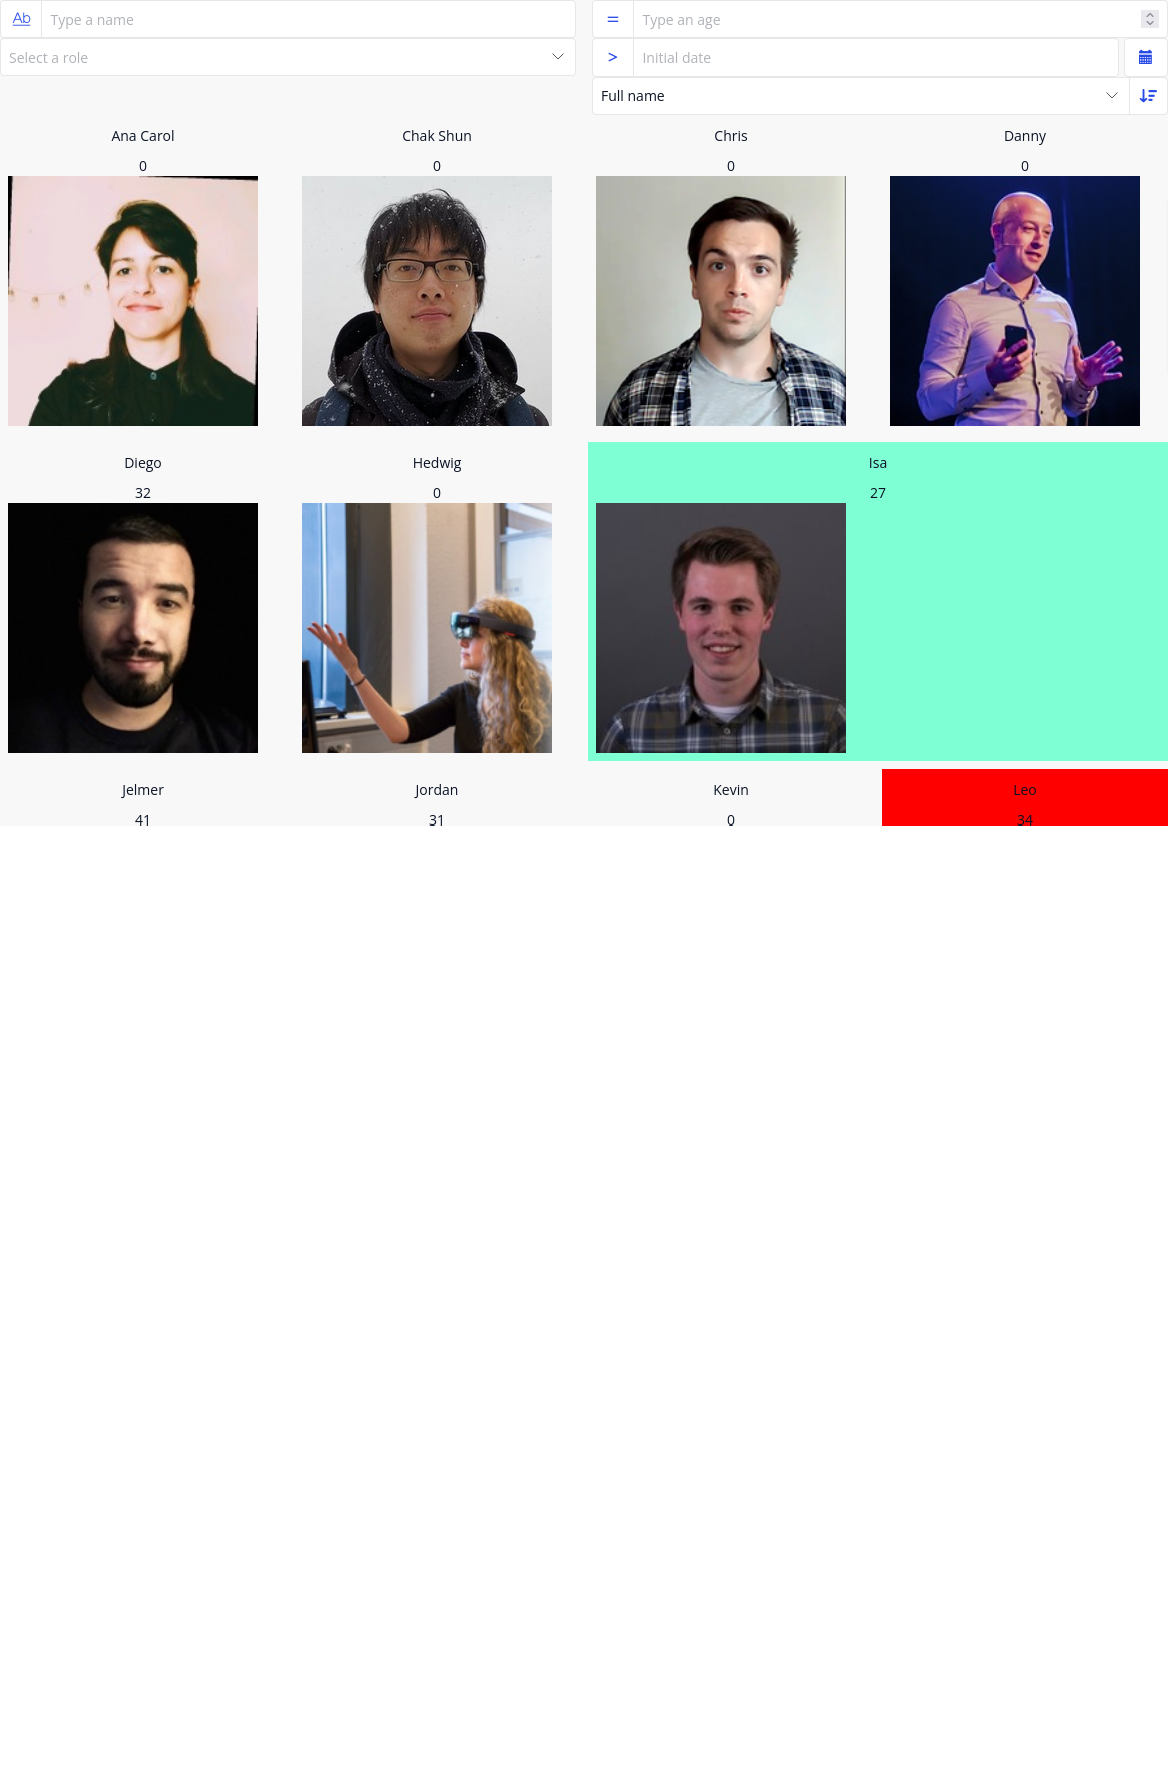 Ab Type a name
= Type an age
Select a role
> Initial date
Full name
Ana Carol
0
Chak Shun
0
Chris
0
Danny
0
Diego
32
Hedwig
0
Isa
27
Jelmer
41
Jordan
31
Kevin
0
Leo
34